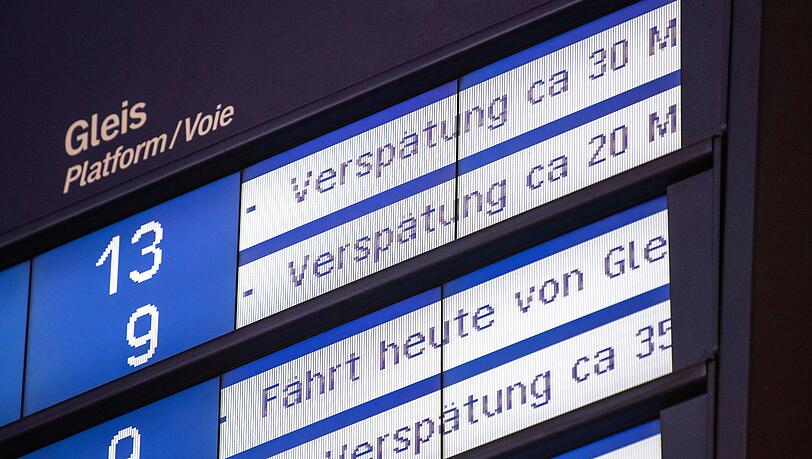 Gleis
Platform/Voie
13 - Verspätung ca 30 M
9 - Verspätung ca 20 M
- Fährt heute von Gle
Verspätung ca 35